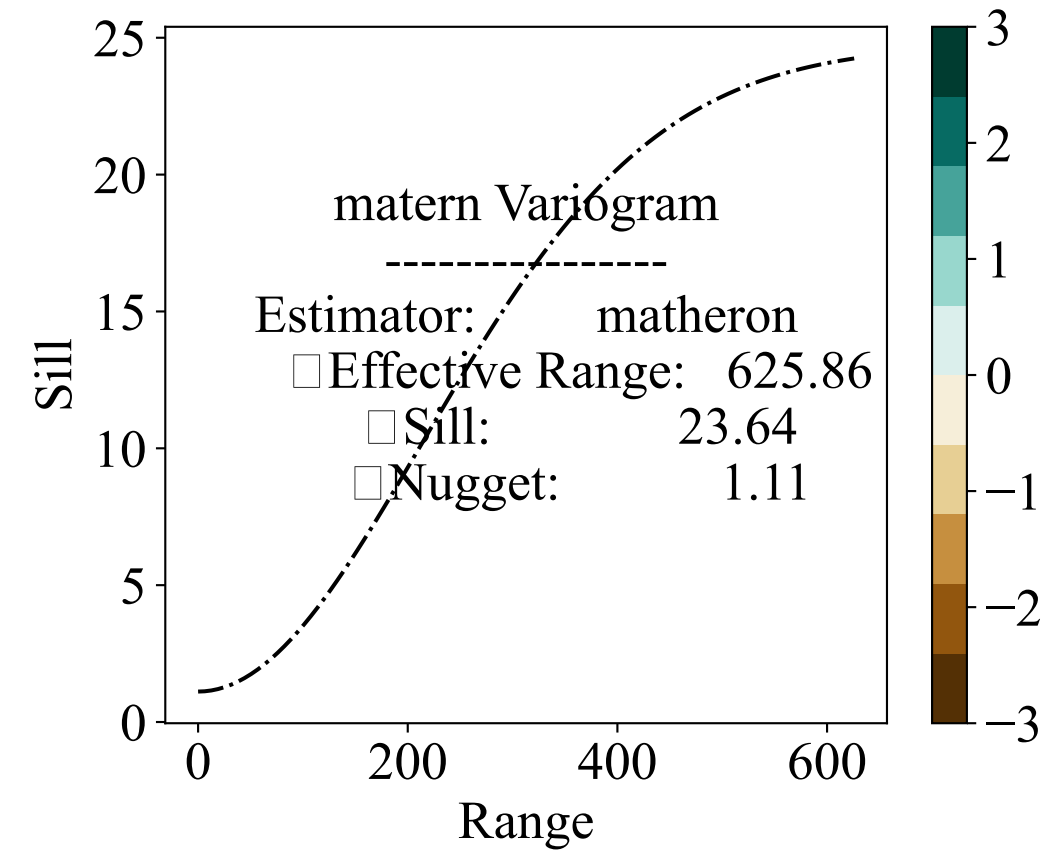 matern Variogram
----------------
Estimator: matheron
Effective Range: 625.86
Sill: 23.64
Nugget: 1.11
Sill
25
20
15
10
5
0
0 200 400 600
Range
3
2
1
0
−1
−2
−3